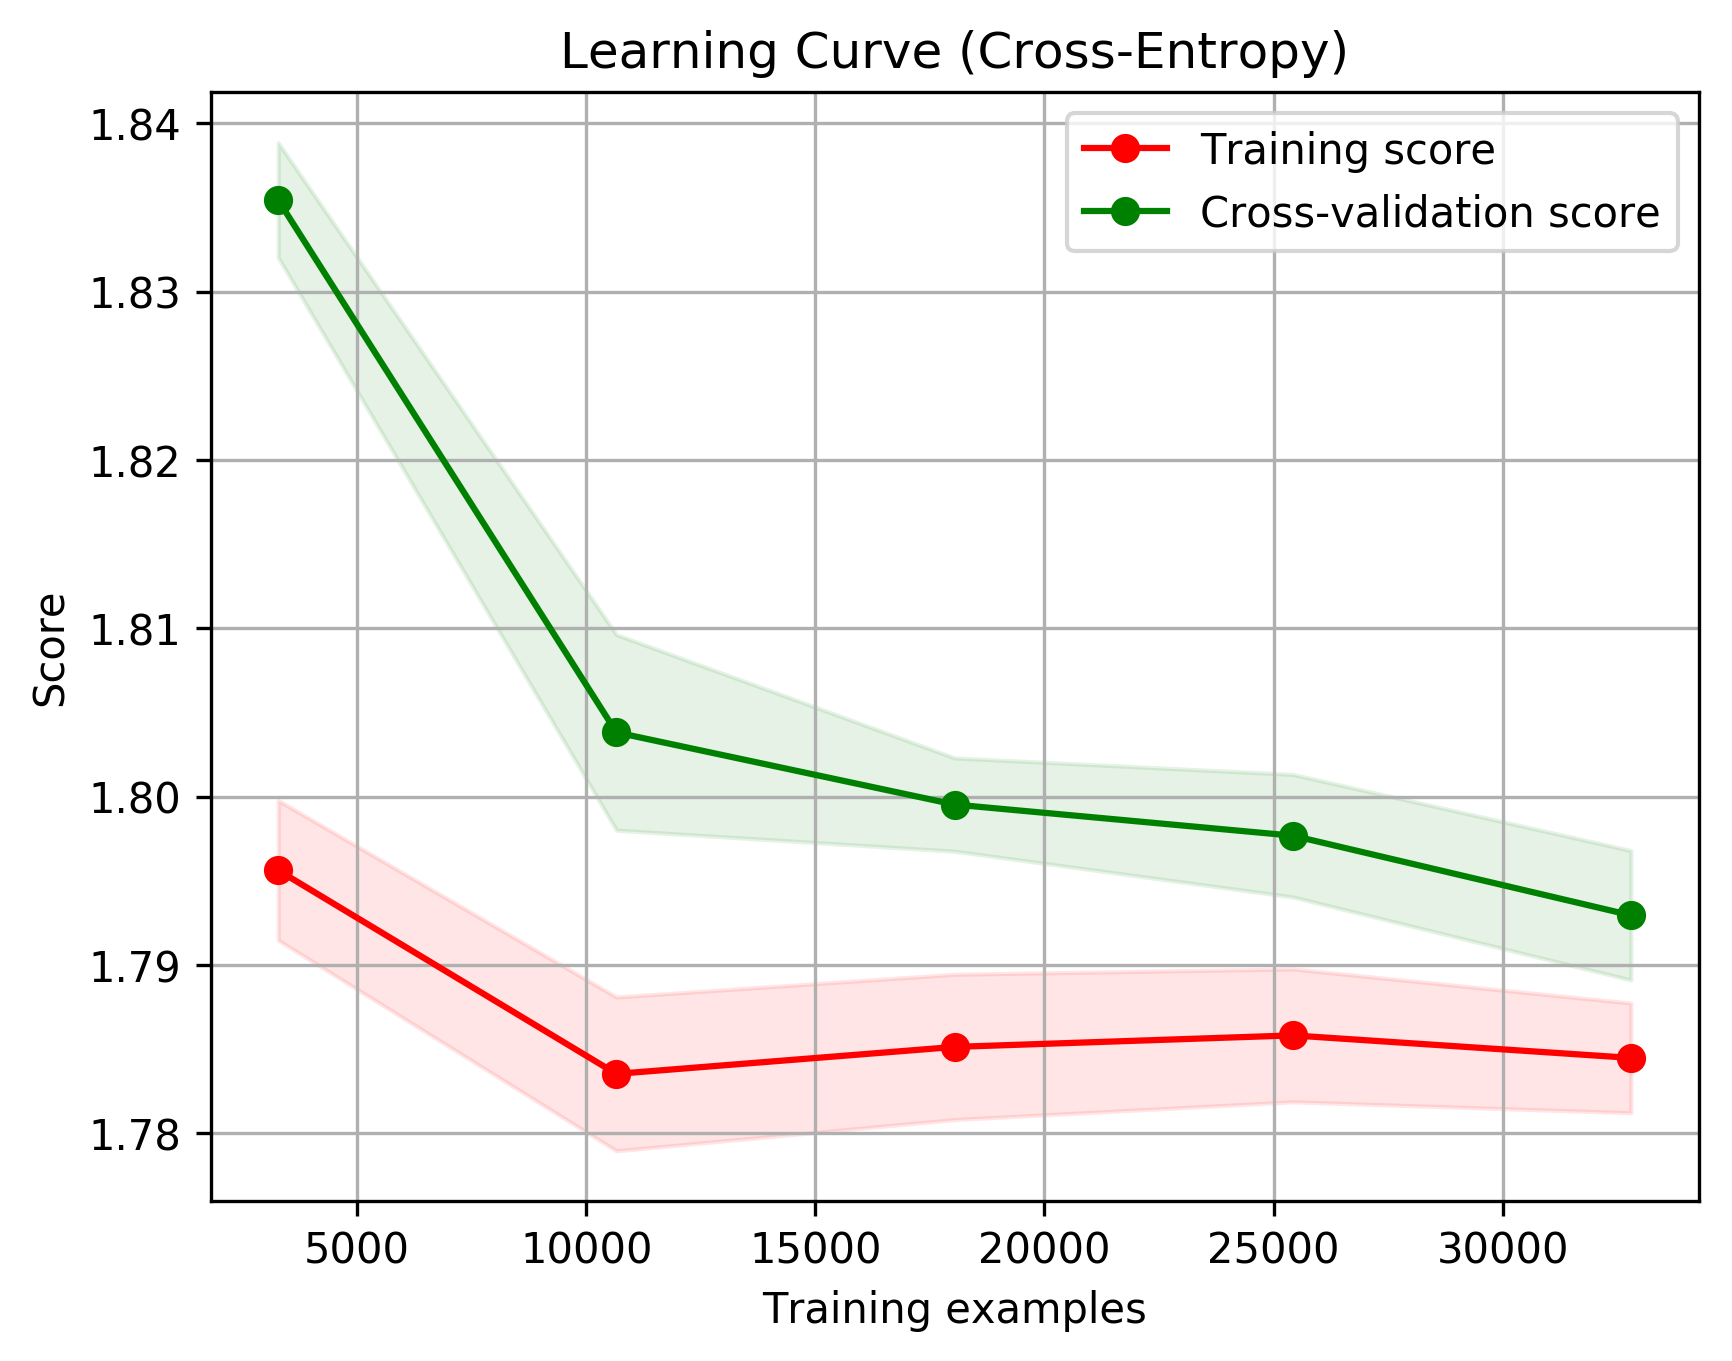 Learning Curve (Cross-Entropy)
Training score
Cross-validation score
1.84
1.83
1.82
1.81
1.80
1.79
1.78
Score
5000 10000 15000 20000 25000 30000
Training examples